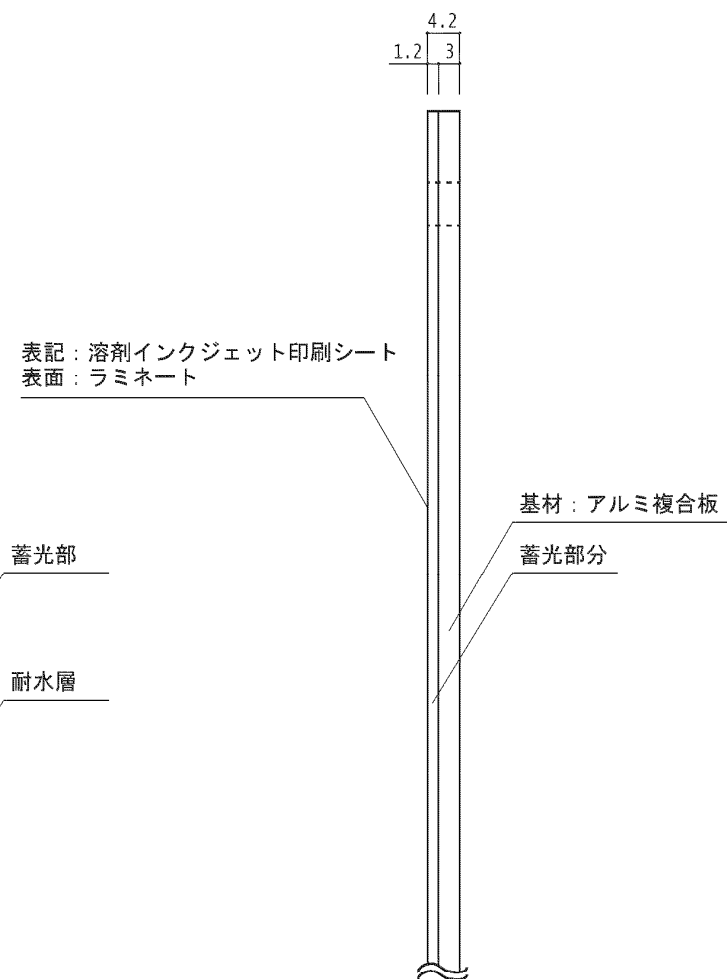 4.2
1.2 3
表記：溶剤インクジェット印刷シート
表面：ラミネート
基材：アルミ複合板
蓄光部
蓄光部分
耐水層